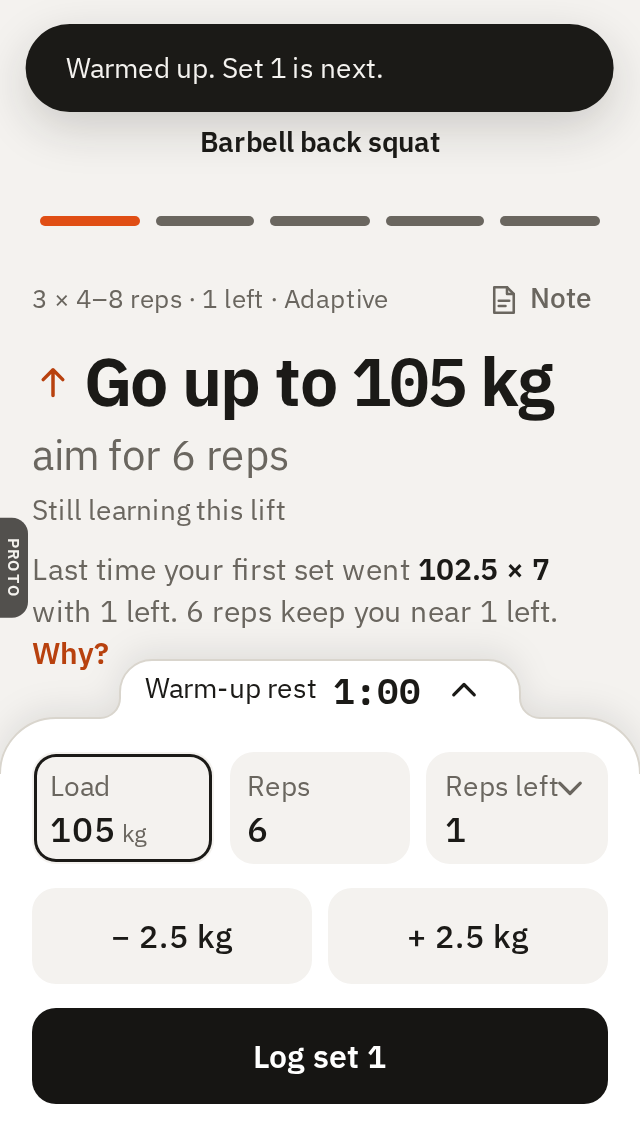 Warmed up. Set 1 is next.
Barbell back squat
3 × 4–8 reps · 1 left · Adaptive
Note
Go up to 105 kg
aim for 6 reps
Still learning this lift
PROTO
Last time your first set went 102.5 × 7
with 1 left. 6 reps keep you near 1 left.
Why?
Warm-up rest 1:00
Load
105 kg
Reps
6
Reps left
1
− 2.5 kg
+ 2.5 kg
Log set 1